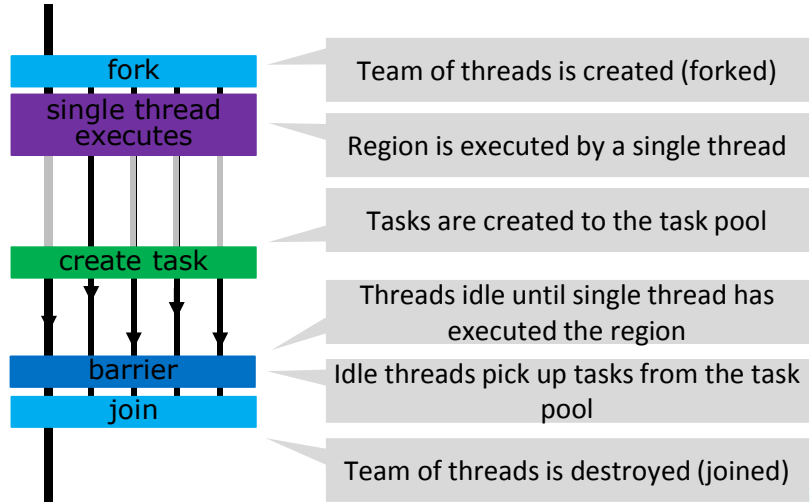 fork
Team of threads is created (forked)
single thread
executes
Region is executed by a single thread
Tasks are created to the task pool
create task
Threads idle until single thread has
executed the region
barrier
Idle threads pick up tasks from the task
pool
join
Team of threads is destroyed (joined)